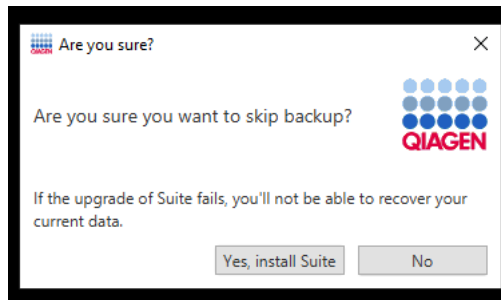 QIAGEN Are you sure?
Are you sure you want to skip backup?
QIAGEN
If the upgrade of Suite fails, you'll not be able to recover your
current data.
Yes, install Suite No